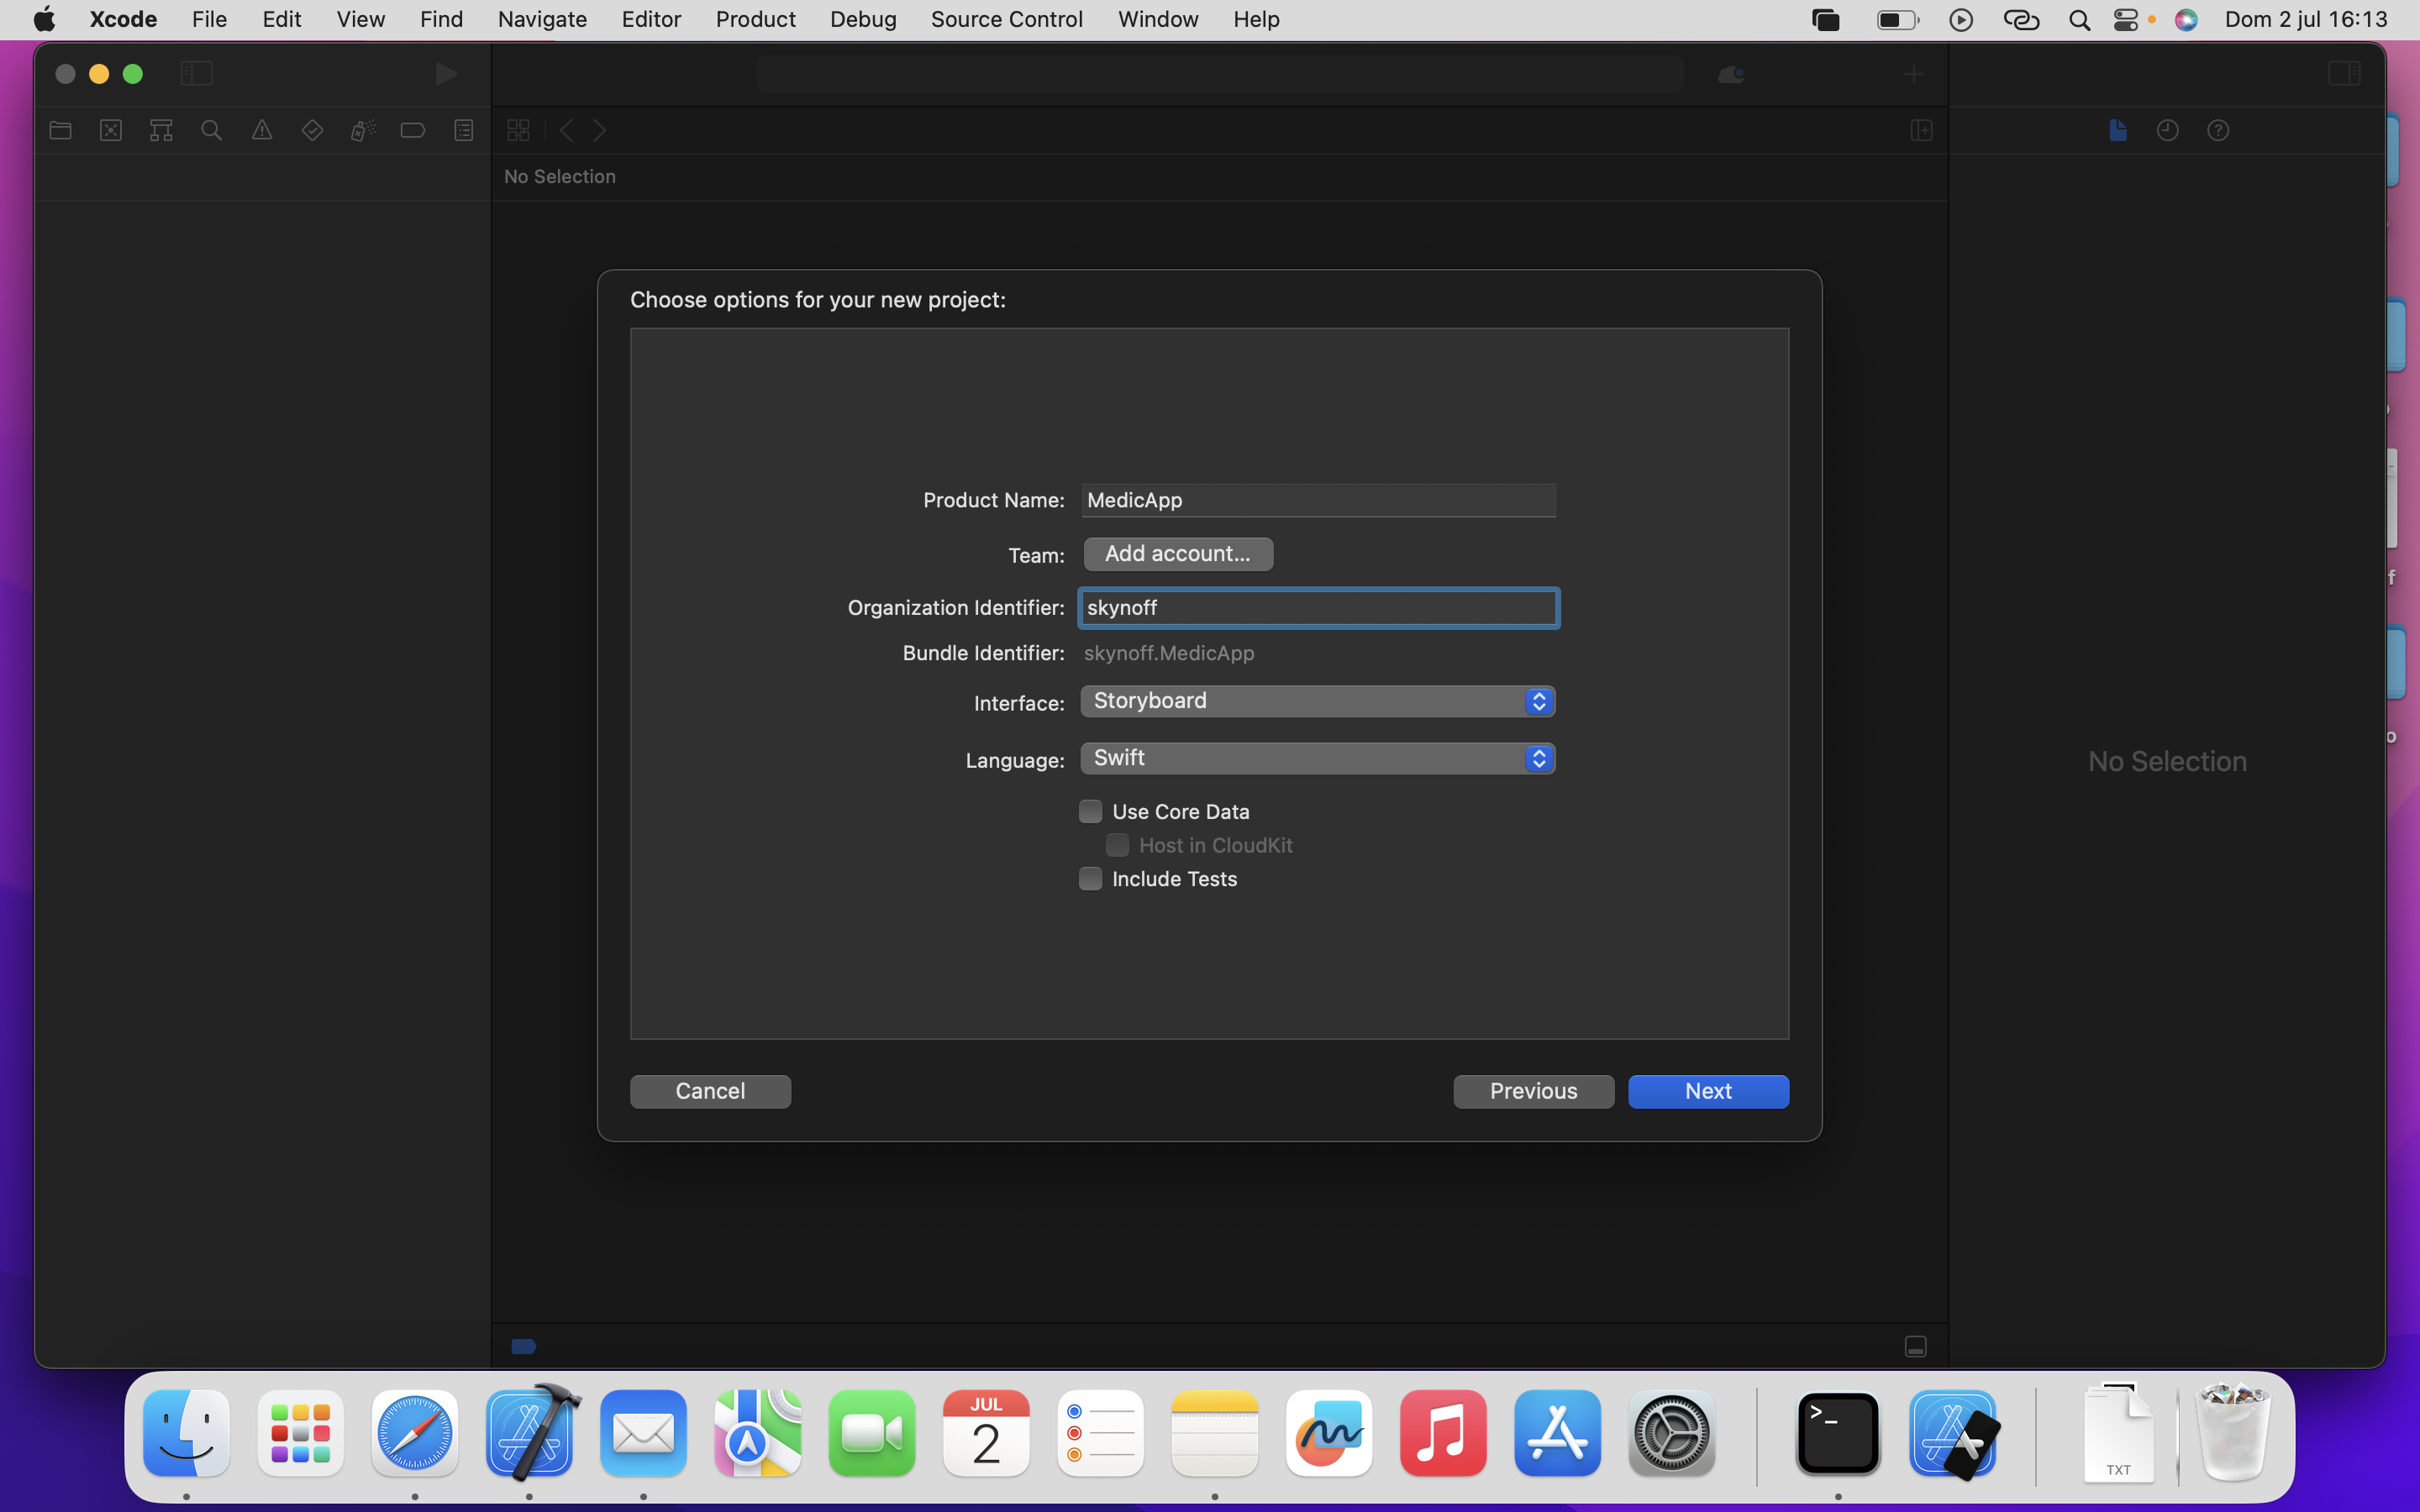 Xcode File Edit View Find Navigate Editor Product Debug Source Control Window Help Dom 2 jul 16:13
No Selection
Choose options for your new project:
Product Name: MedicApp
Team: Add account...
Organization Identifier: skynoff
Bundle Identifier: skynoff.MedicApp
Interface: Storyboard
Language: Swift
Use Core Data
Host in CloudKit
Include Tests
Cancel Previous Next
No Selection
f
o
JUL
2
>_
TXT